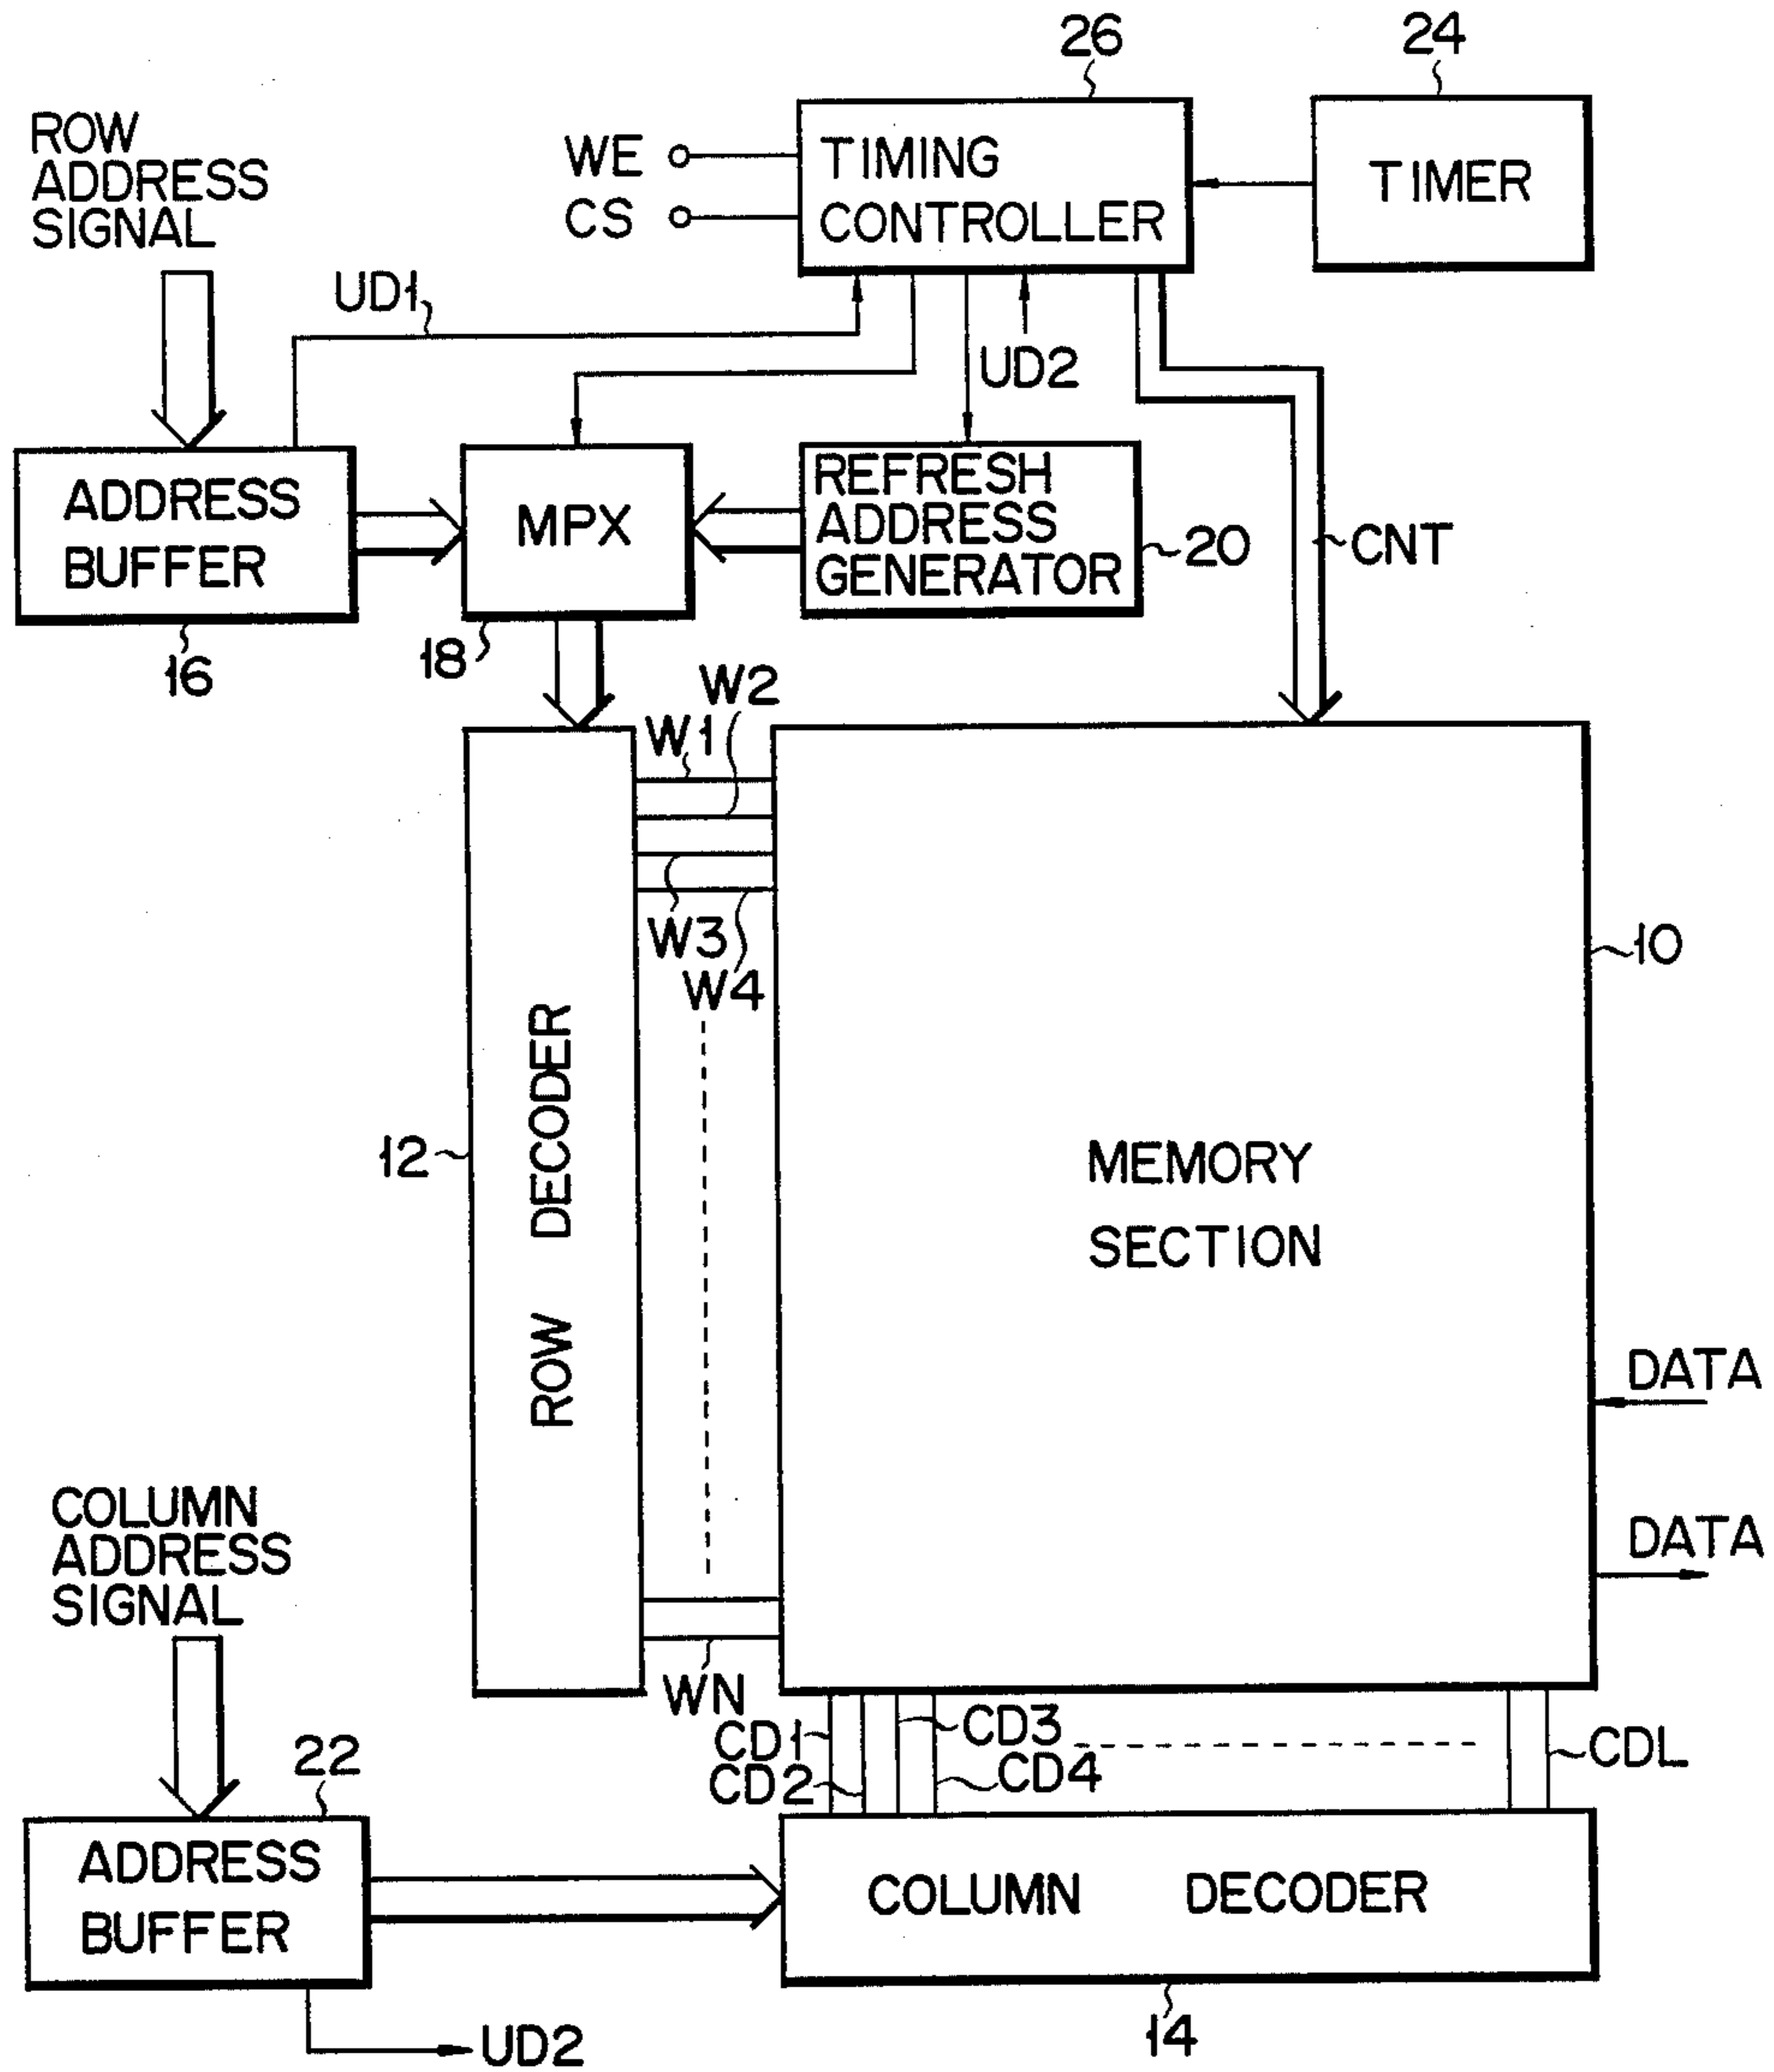 26
24
ROW
ADDRESS
SIGNAL
WE
CS
TIMING
CONTROLLER
TIMER
UD1
UD2
ADDRESS
BUFFER
MPX
REFRESH
ADDRESS
GENERATOR
20
CNT
16
18
W2
W1
W3
W4
10
12
ROW DECODER
MEMORY
SECTION
DATA
DATA
COLUMN
ADDRESS
SIGNAL
WN
CD1
CD2
CD3
CD4
CDL
22
ADDRESS
BUFFER
COLUMN DECODER
14
UD2